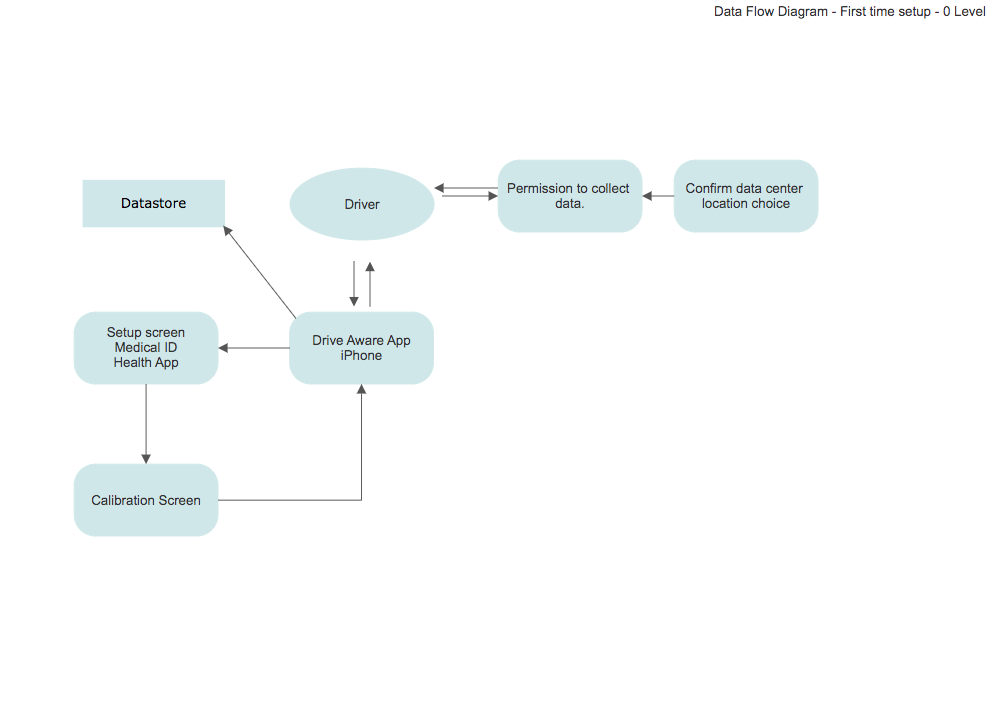 Data Flow Diagram - First time setup - 0 Level
Datastore
Driver
Permission to collect
data.
Confirm data center
location choice
Setup screen
Medical ID
Health App
Drive Aware App
iPhone
Calibration Screen